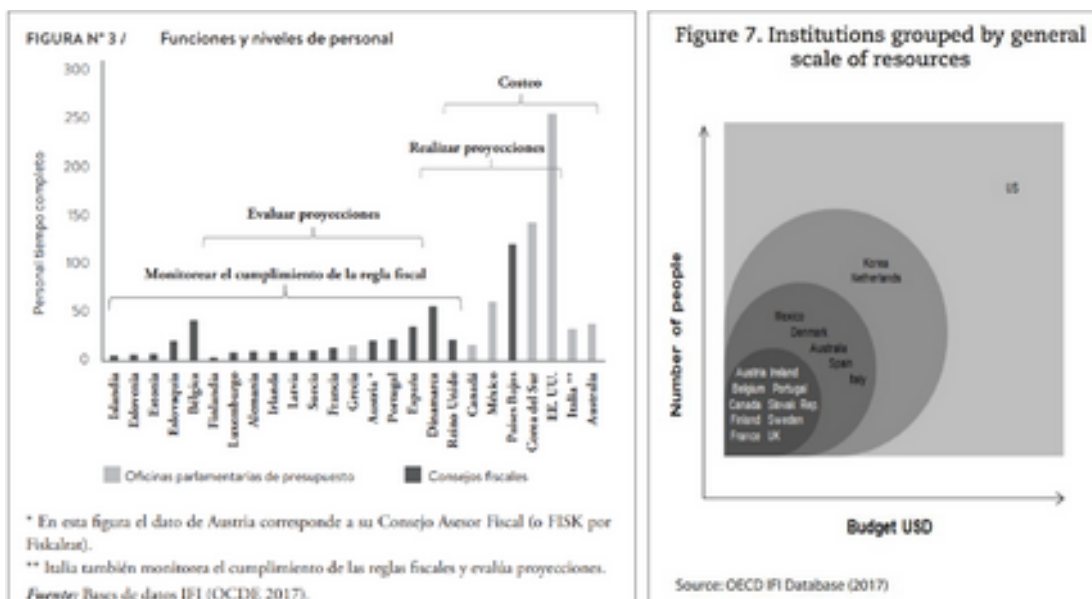 FIGURA N° 3 / Funciones y niveles de personal
300
250
200
150
100
50
0
Personal tiempo completo
Costeo
Realizar proyecciones
Evaluar proyecciones
Monitorear el cumplimiento de la regla fiscal
Islandia
Eslovenia
Estonia
Eslovaquia
Bélgica
Finlandia
Luxemburgo
Alemania
Irlanda
Latvia
Suecia
Francia
Grecia
Austria *
Portugal
España
Dinamarca
Reino Unido
Canadá
México
Países Bajos
Corea del Sur
EE. UU.
Italia **
Australia
Oficinas parlamentarias de presupuesto
Consejos fiscales
* En esta figura el dato de Austria corresponde a su Consejo Asesor Fiscal (o FISK por
Fiskalrat).
** Italia también monitorea el cumplimiento de las reglas fiscales y evalúa proyecciones.
Fuente: Bases de datos IFI (OCDE 2017).
Figure 7. Institutions grouped by general
scale of resources
Number of people
US
Korea
Netherlands
Mexico
Denmark
Australia
Spain
Italy
Austria Ireland
Belgium Portugal
Canada Slovak Rep.
Finland Sweden
France UK
Budget USD
Source: OECD IFI Database (2017)